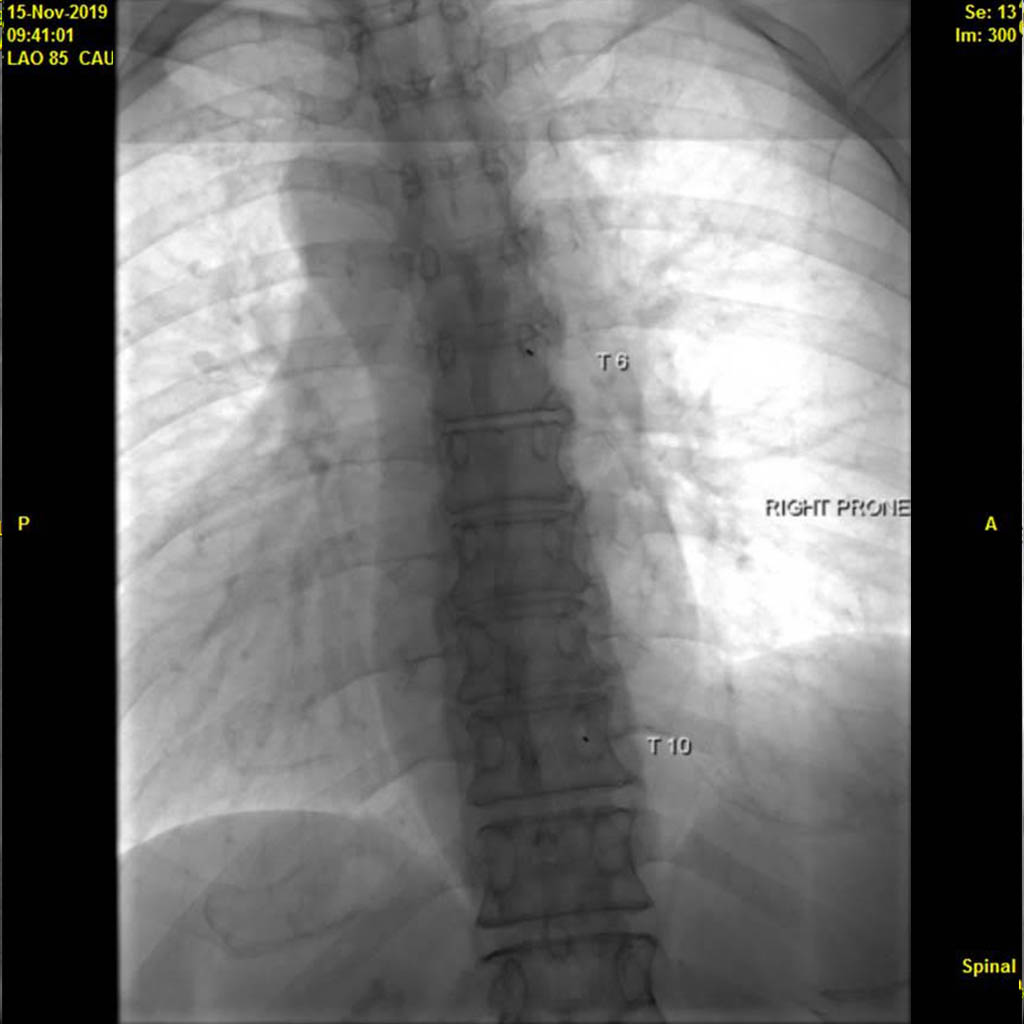 15-Nov-2019
09:41:01
LAO 85 CAU
Se: 13
Im: 300
T 6
RIGHT PRONE
P
A
T 10
Spinal